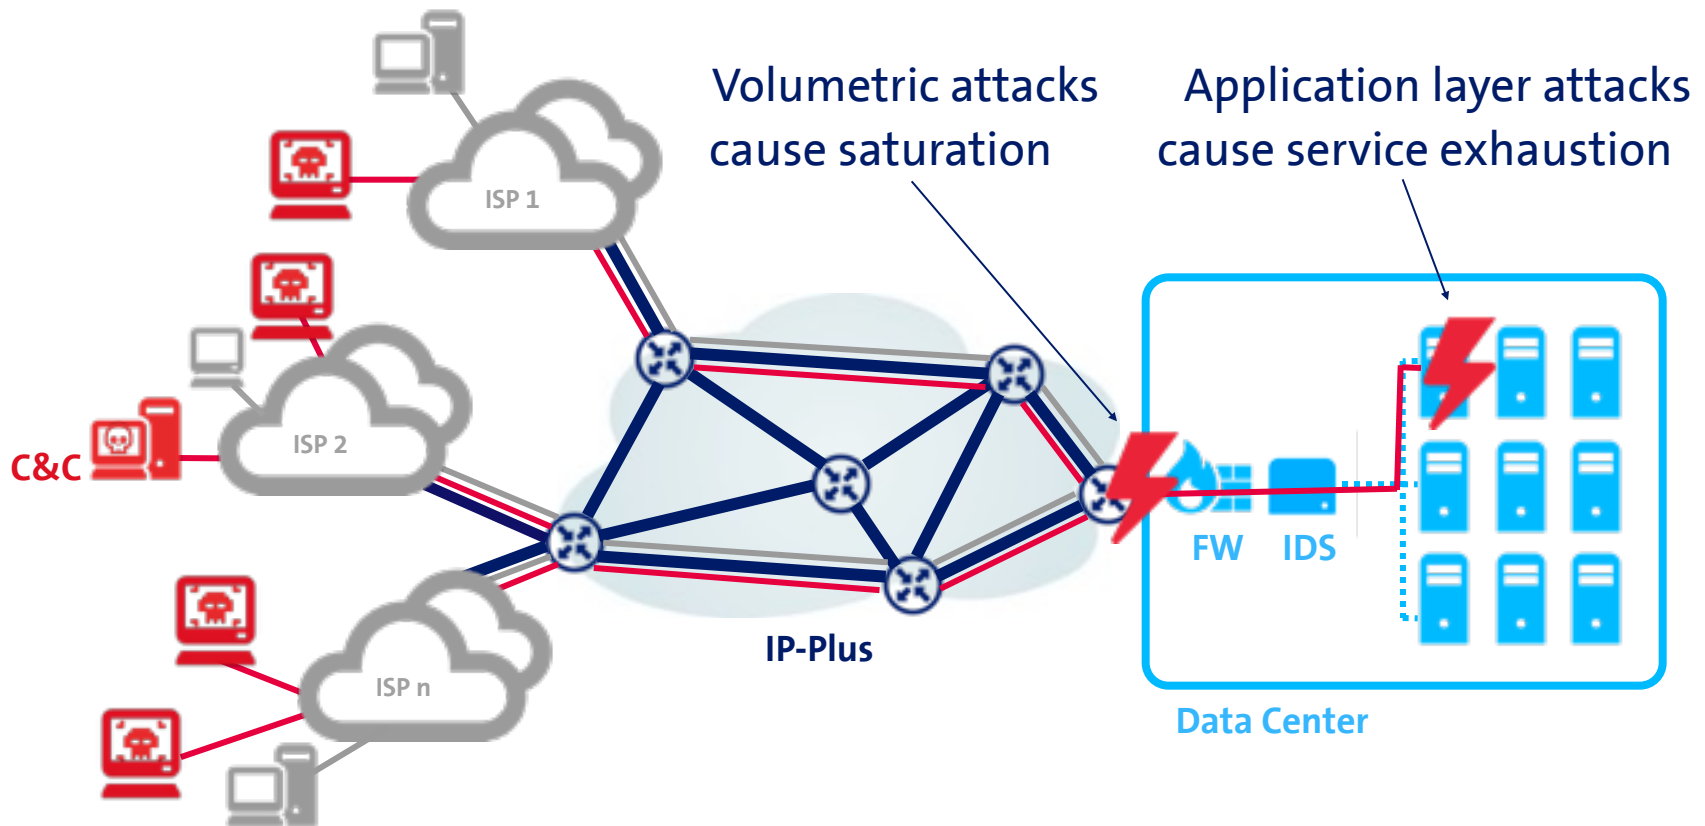 Volumetric attacks
cause saturation
Application layer attacks
cause service exhaustion
ISP 1
ISP 2
C&C
FW
IDS
IP-Plus
ISP n
Data Center